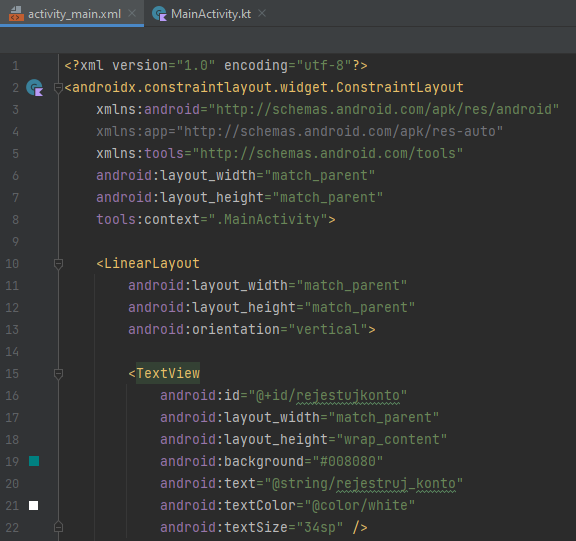 activity_main.xml MainActivity.kt
1 <?xml version="1.0" encoding="utf-8"?>
2 <androidx.constraintlayout.widget.ConstraintLayout
3 xmlns:android="http://schemas.android.com/apk/res/android"
4 xmlns:app="http://schemas.android.com/apk/res-auto"
5 xmlns:tools="http://schemas.android.com/tools"
6 android:layout_width="match_parent"
7 android:layout_height="match_parent"
8 tools:context=".MainActivity">
9
10 <LinearLayout
11 android:layout_width="match_parent"
12 android:layout_height="match_parent"
13 android:orientation="vertical">
14
15 <TextView
16 android:id="@+id/rejestujkonto"
17 android:layout_width="match_parent"
18 android:layout_height="wrap_content"
19 android:background="#008080"
20 android:text="@string/rejestruj_konto"
21 android:textColor="@color/white"
22 android:textSize="34sp" />